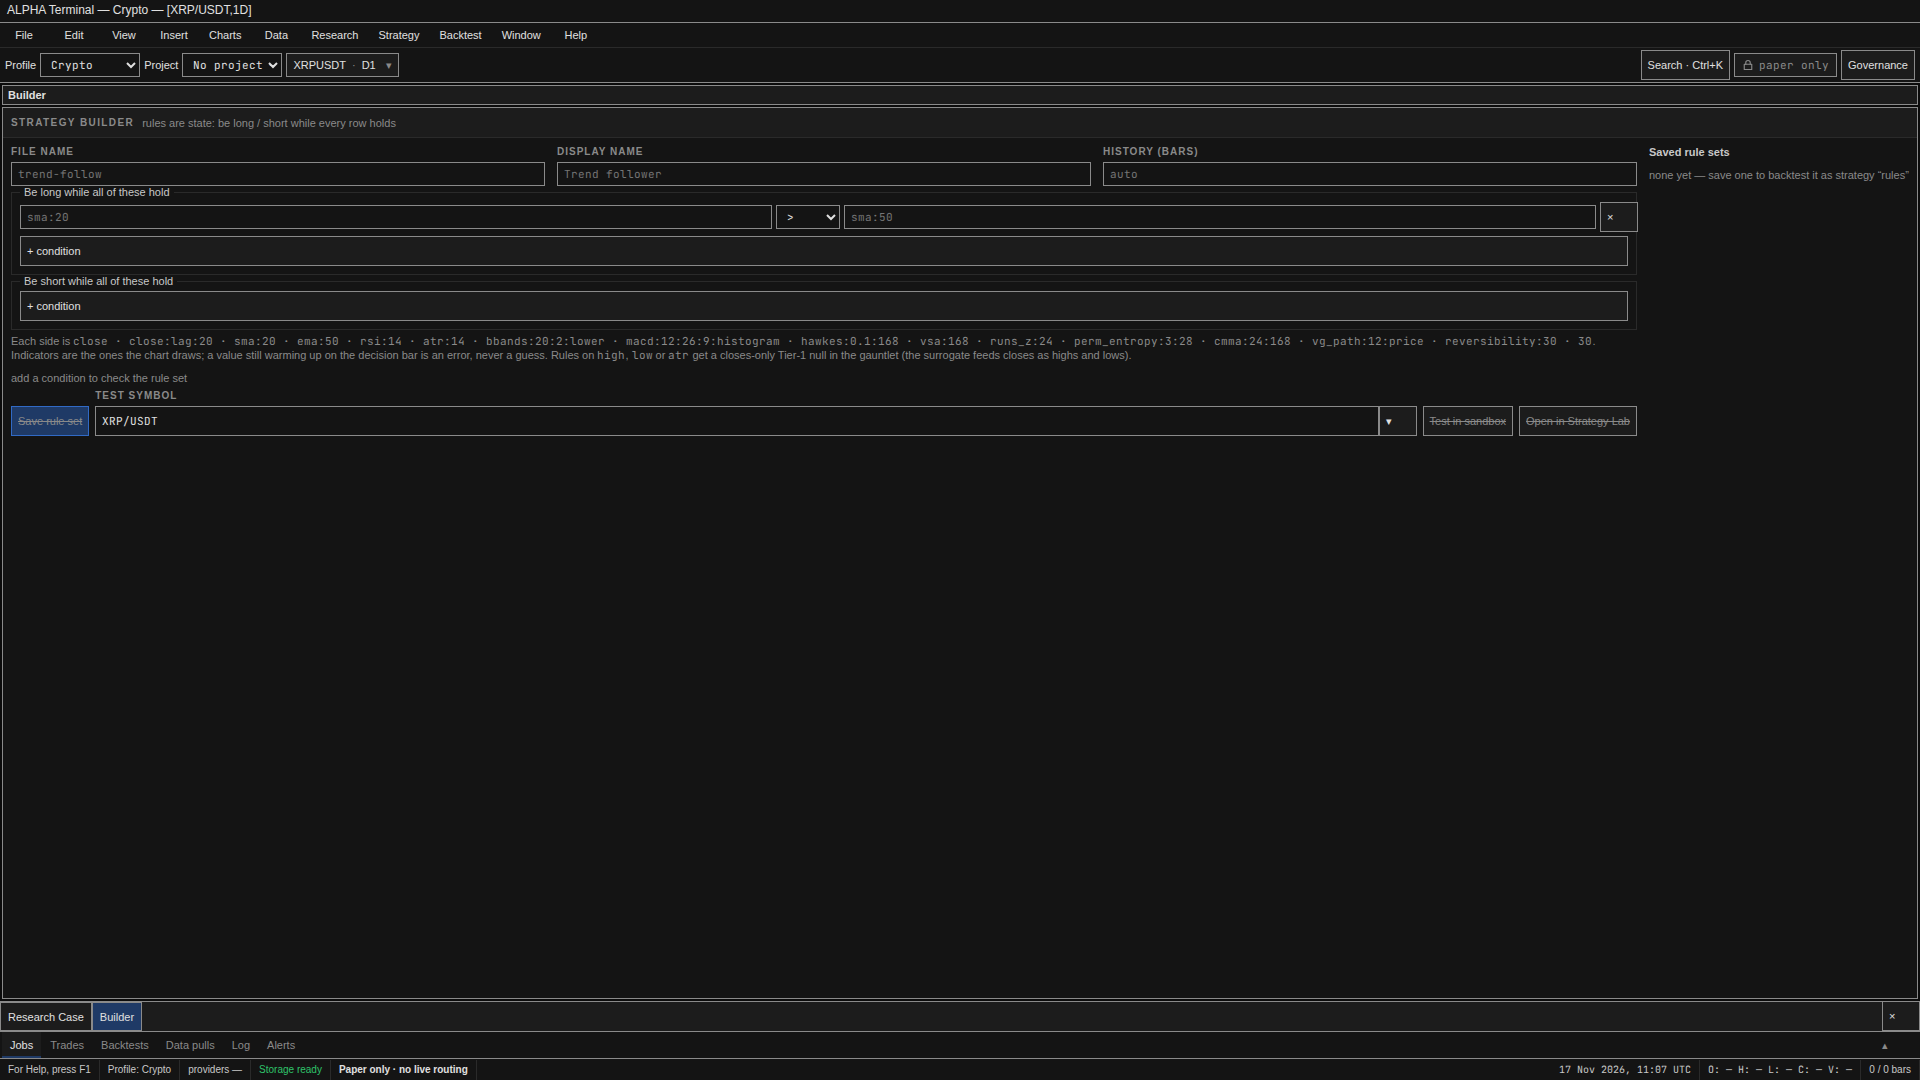 ALPHA Terminal — Crypto — [XRP/USDT,1D]
File Edit View Insert Charts Data Research Strategy Backtest Window Help
Profile Crypto Project No project XRPUSDT · D1 ▾ Search · Ctrl+K paper only Governance
Builder
STRATEGY BUILDER rules are state: be long / short while every row holds
FILE NAME DISPLAY NAME HISTORY (BARS) Saved rule sets
trend-follow Trend follower auto none yet — save one to backtest it as strategy “rules”
Be long while all of these hold
sma:20 > sma:50 ×
+ condition
Be short while all of these hold
+ condition
Each side is close · close:lag:20 · sma:20 · ema:50 · rsi:14 · atr:14 · bbands:20:2:lower · macd:12:26:9:histogram · hawkes:0.1:168 · vsa:168 · runs_z:24 · perm_entropy:3:28 · cmma:24:168 · vg_path:12:price · reversibility:30 · 30.
Indicators are the ones the chart draws; a value still warming up on the decision bar is an error, never a guess. Rules on high, low or atr get a closes-only Tier-1 null in the gauntlet (the surrogate feeds closes as highs and lows).
add a condition to check the rule set
TEST SYMBOL
Save rule set XRP/USDT ▾ Test in sandbox Open in Strategy Lab
Research Case Builder ×
Jobs Trades Backtests Data pulls Log Alerts ▴
For Help, press F1 Profile: Crypto providers — Storage ready Paper only · no live routing 17 Nov 2026, 11:07 UTC O: — H: — L: — C: — V: — 0 / 0 bars